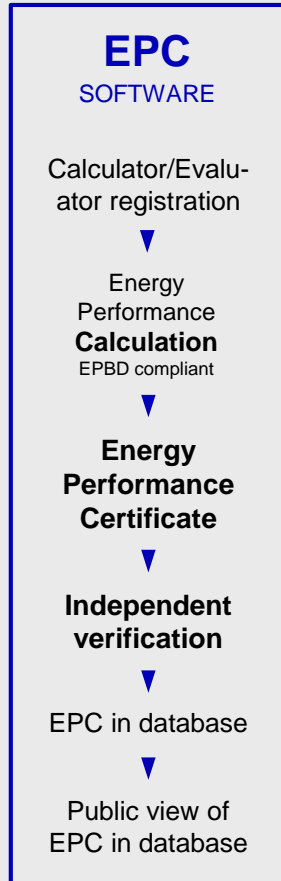 EPC
SOFTWARE
Calculator/Evalu-
ator registration
Energy
Performance
Calculation
EPBD compliant
Energy
Performance
Certificate
Independent
verification
EPC in database
Public view of
EPC in database